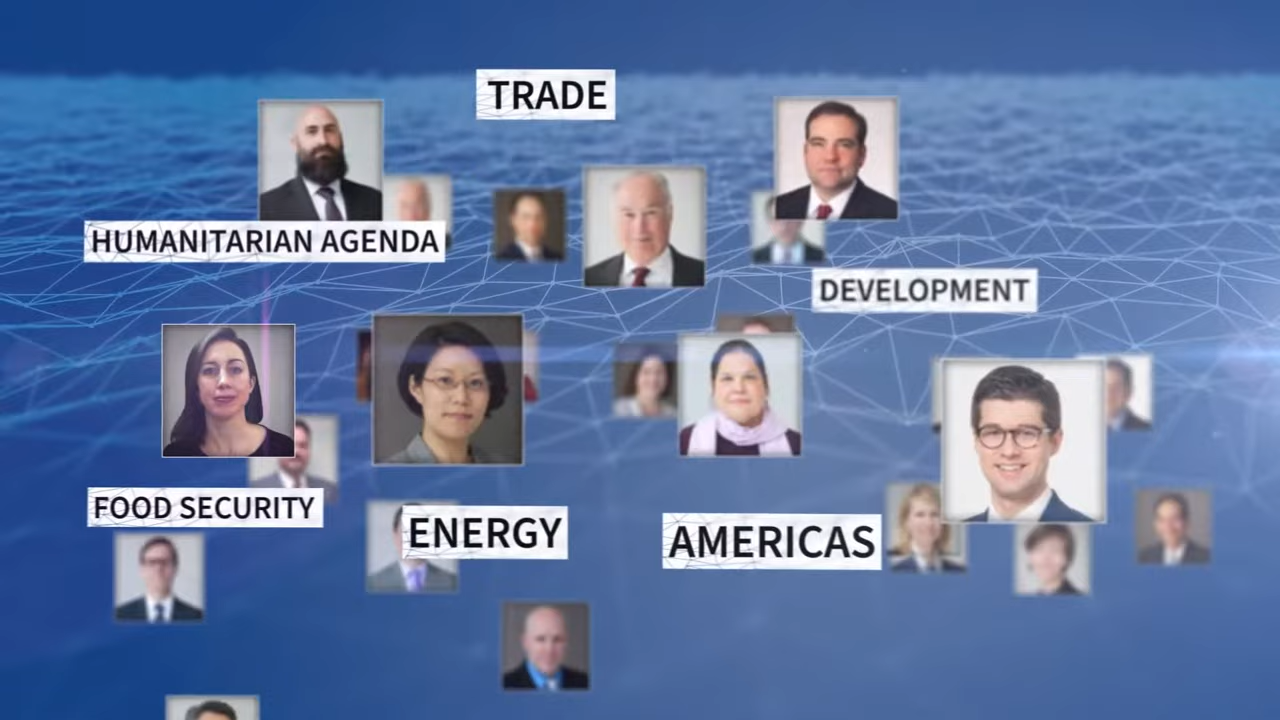 TRADE
HUMANITARIAN AGENDA
DEVELOPMENT
FOOD SECURITY
ENERGY
AMERICAS